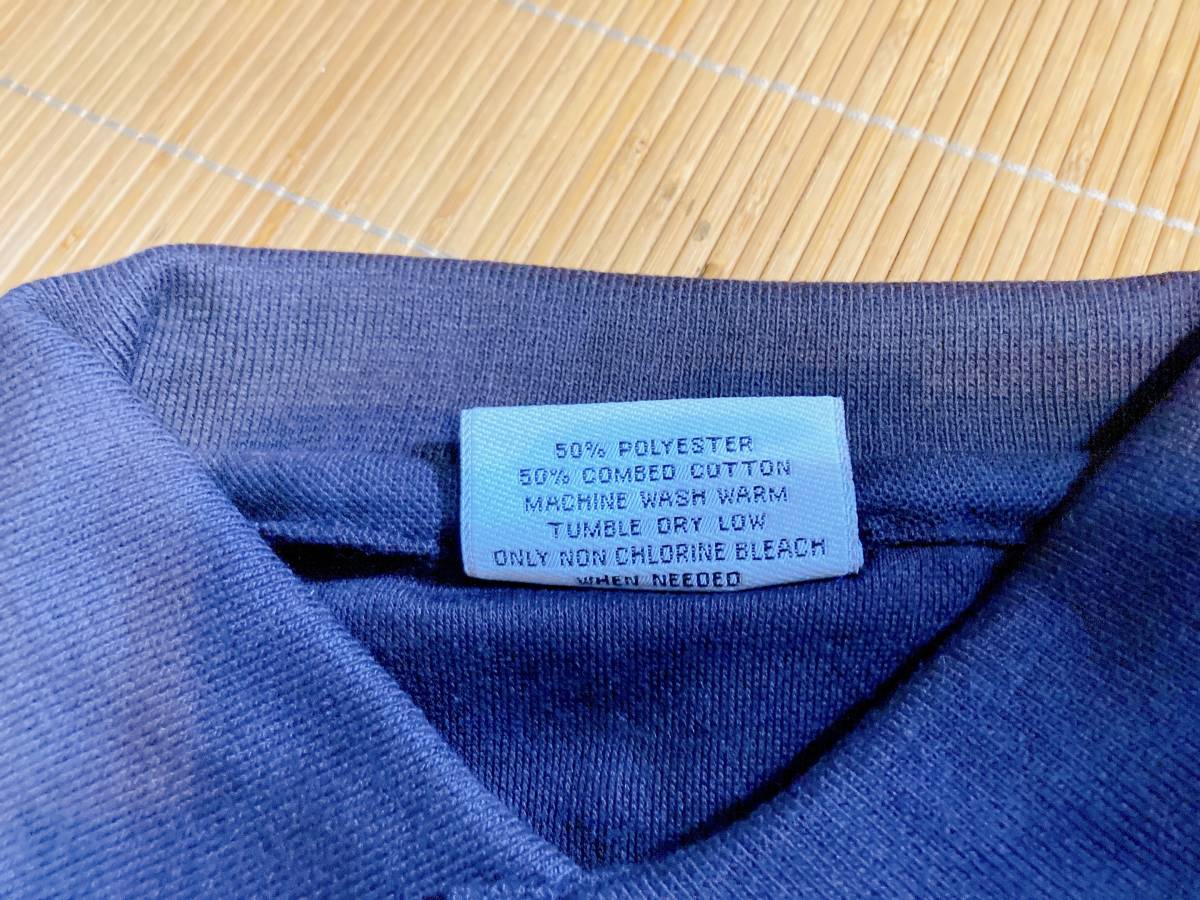 50% POLYESTER
50% COMBED COTTON
MACHINE WASH WARM
TUMBLE DRY LOW
ONLY NON CHLORINE BLEACH
WHEN NEEDED